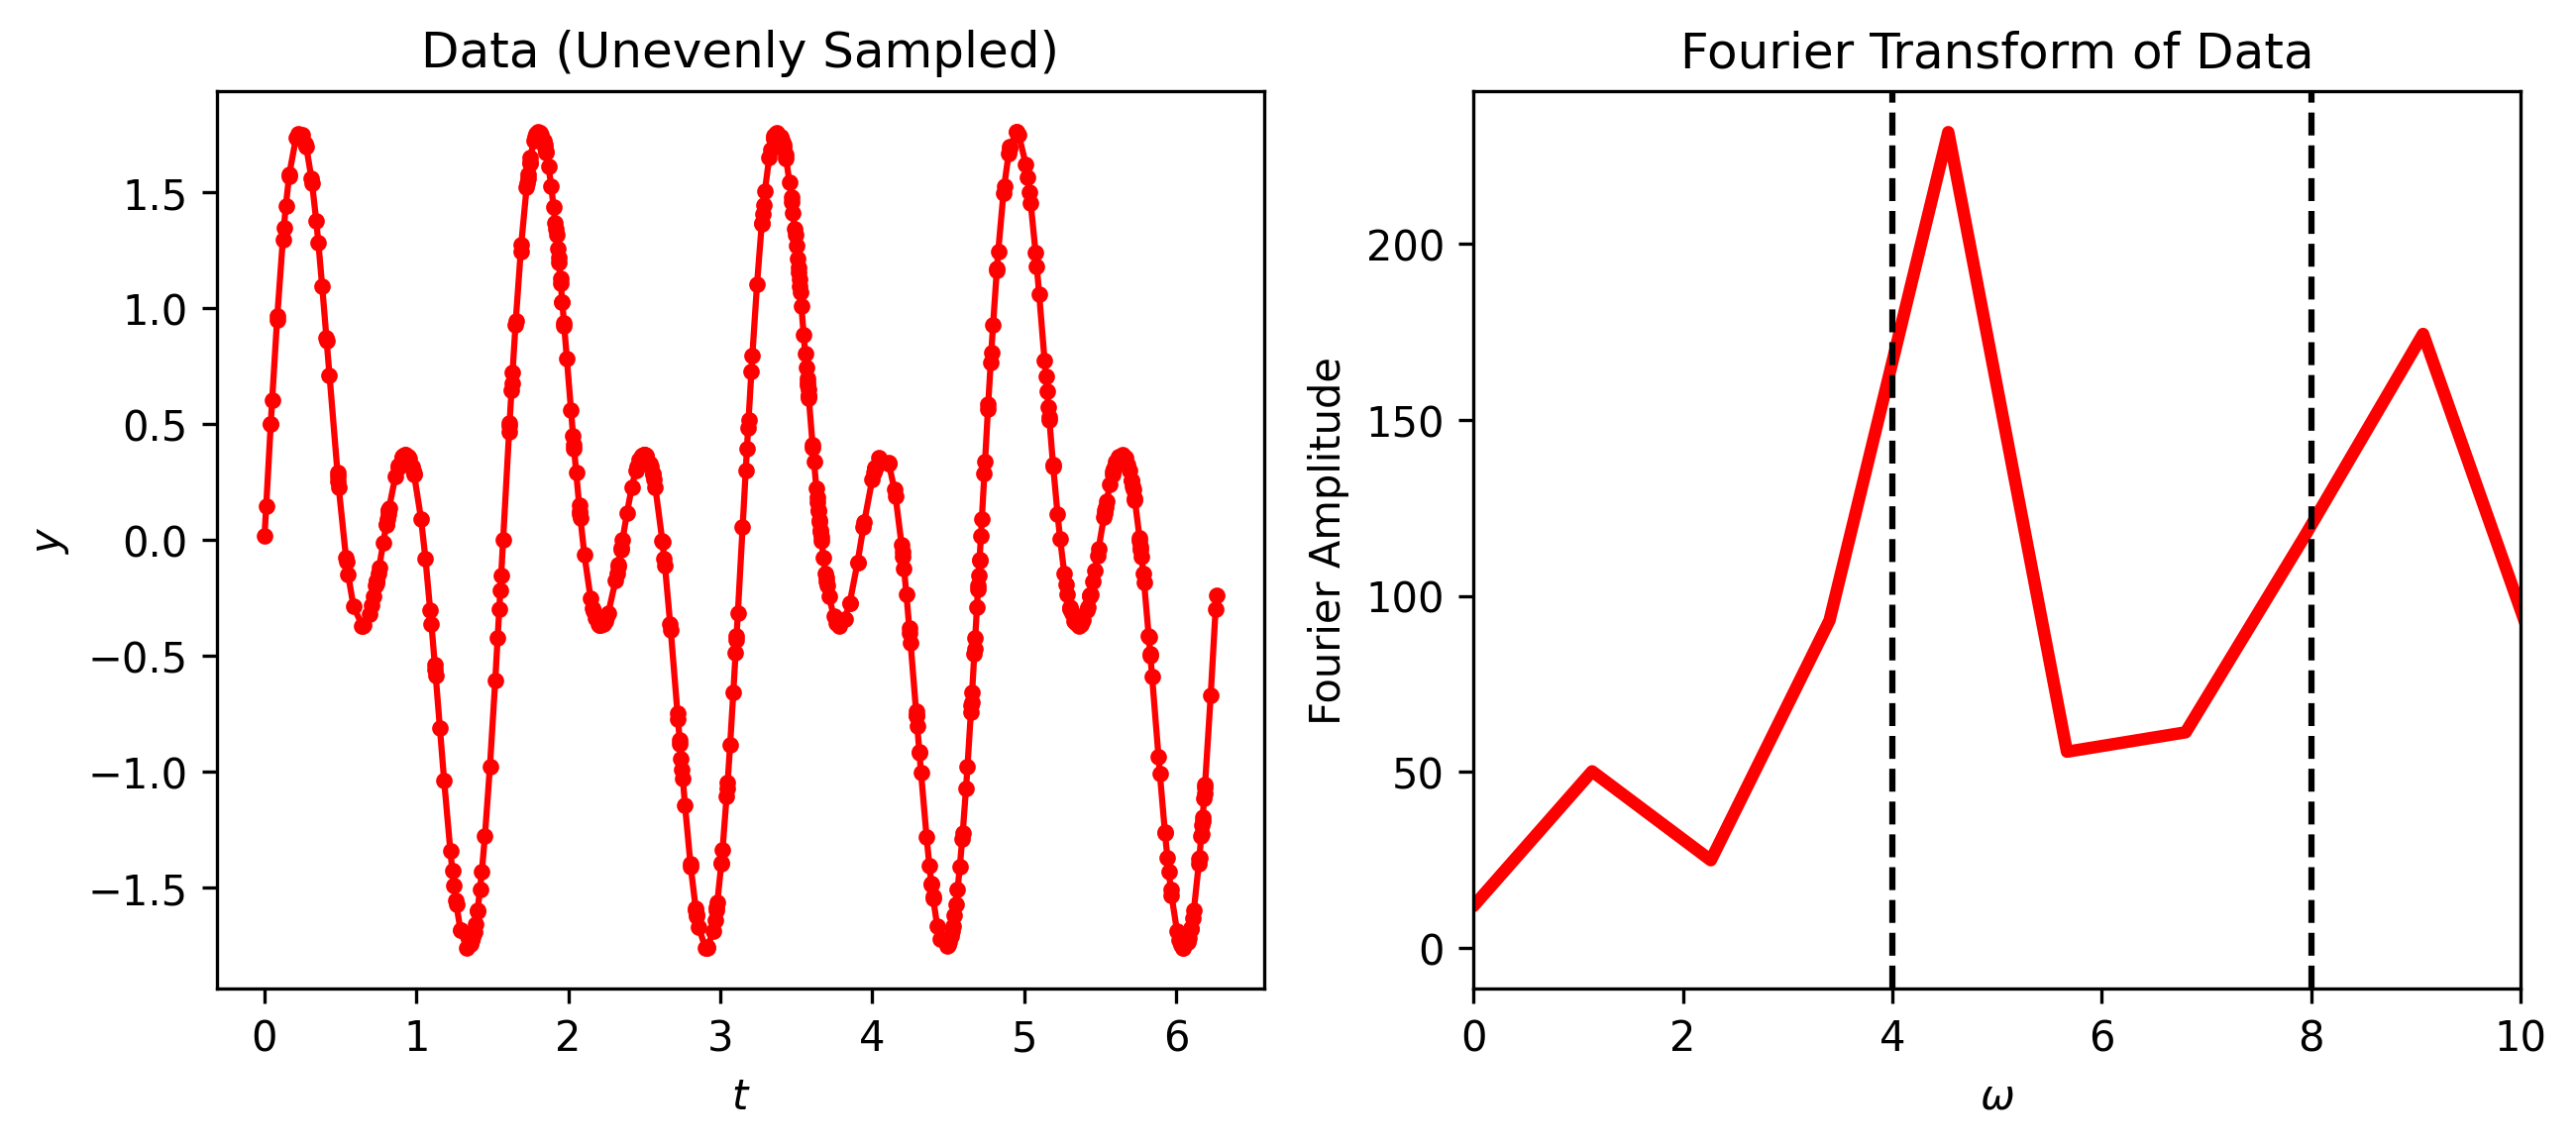 Data (Unevenly Sampled)
y
1.5
1.0
0.5
0.0
−0.5
−1.0
−1.5
0 1 2 3 4 5 6
t
Fourier Transform of Data
Fourier Amplitude
200
150
100
50
0
0 2 4 6 8 10
ω